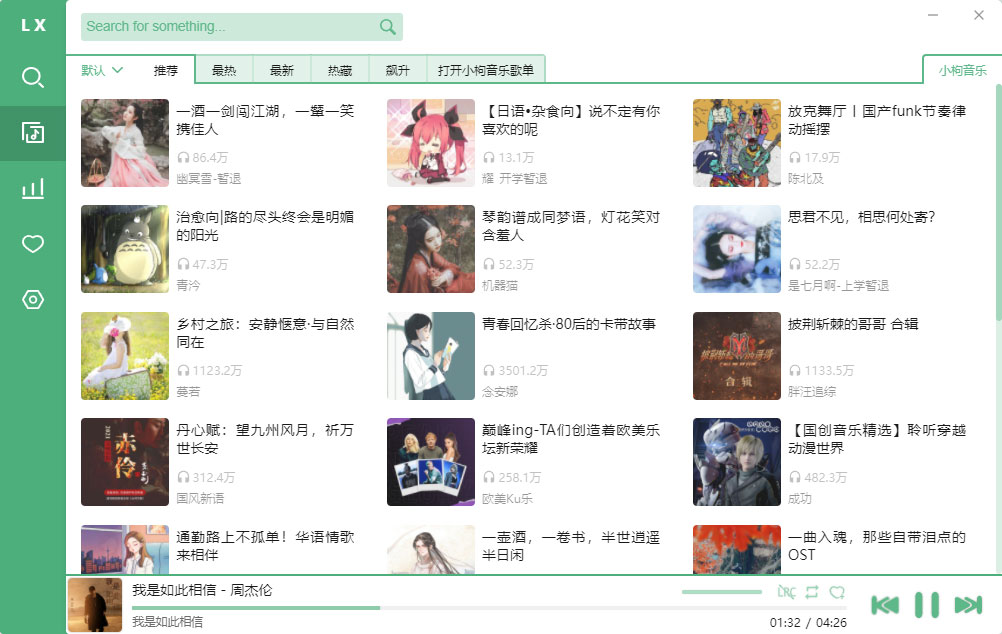 LX
Search for something...
默认 推荐 最热 最新 热藏 飙升 打开小枸音乐歌单 小枸音乐
一酒一剑闯江湖，一颦一笑
携佳人
86.4万
幽冥雪-暂退
【日语•杂食向】说不定有你
喜欢的呢
13.1万
耀 开学暂退
放克舞厅丨国产funk节奏律
动摇摆
17.9万
陈北及
治愈向|路的尽头终会是明媚
的阳光
47.3万
青泠
琴韵谱成同梦语，灯花笑对
含羞人
52.3万
机器猫
思君不见，相思何处寄？
52.2万
是七月啊-上学暂退
乡村之旅：安静惬意·与自然
同在
1123.2万
蒌若
青春回忆杀·80后的卡带故事
3501.2万
念安娜
披荆斩棘的哥哥
合辑
披荆斩棘的哥哥 合辑
1133.5万
胖汪追综
赤伶
丹心赋：望九州风月，祈万
世长安
312.4万
国风新语
巅峰ing-TA们创造着欧美乐
坛新荣耀
258.1万
欧美Ku乐
【国创音乐精选】聆听穿越
动漫世界
482.3万
成功
通勤路上不孤单！华语情歌
来相伴
一壶酒，一卷书，半世逍遥
半日闲
一曲入魂，那些自带泪点的
OST
我是如此相信 - 周杰伦
LRC
我是如此相信
01:32 / 04:26